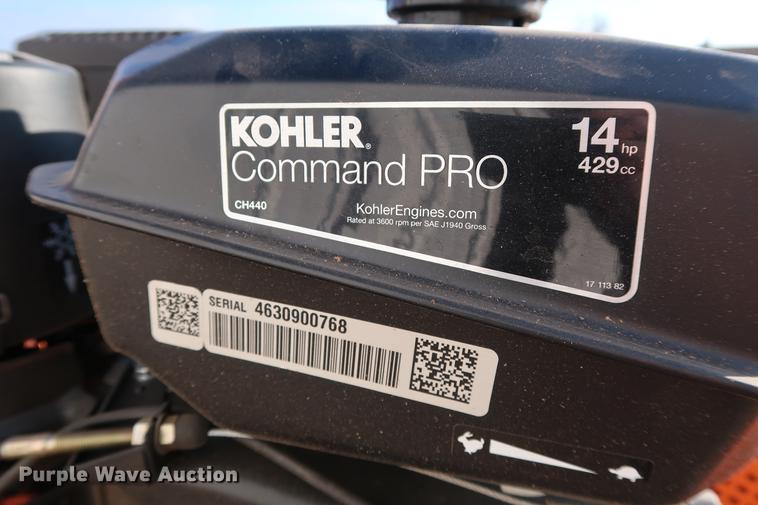 KOHLER®
Command PRO
14 hp
429 cc
CH440
KohlerEngines.com
Rated at 3600 rpm per SAE J1940 Gross
17 113 82
SERIAL 4630900768
Purple Wave Auction